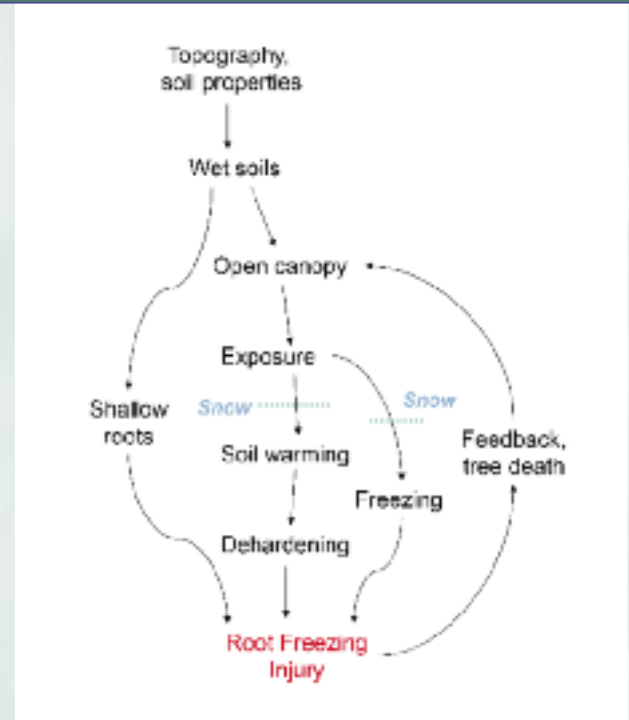 Topography,
soil properties
Wet soils
Open canopy
Exposure
Snow
Snow
Shallow
roots
Soil warming
Feedback,
tree death
Freezing
Dehardening
Root Freezing
Injury